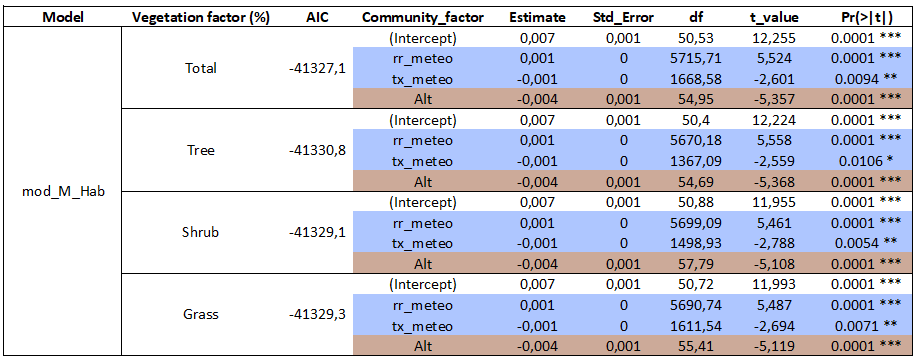 Model Vegetation factor (%) AIC Community_factor Estimate Std_Error df t_value Pr(>|t|)
(Intercept) 0,007 0,001 50,53 12,255 0.0001 ***
rr_meteo 0,001 0 5715,71 5,524 0.0001 ***
Total -41327,1
tx_meteo -0,001 0 1668,58 -2,601 0.0094 **
Alt -0,004 0,001 54,95 -5,357 0.0001 ***
(Intercept) 0,007 0,001 50,4 12,224 0.0001 ***
rr_meteo 0,001 0 5670,18 5,558 0.0001 ***
Tree -41330,8
tx_meteo -0,001 0 1367,09 -2,559 0.0106 *
Alt -0,004 0,001 54,69 -5,368 0.0001 ***
mod_M_Hab
(Intercept) 0,007 0,001 50,88 11,955 0.0001 ***
rr_meteo 0,001 0 5699,09 5,461 0.0001 ***
Shrub -41329,1
tx_meteo -0,001 0 1498,93 -2,788 0.0054 **
Alt -0,004 0,001 57,79 -5,108 0.0001 ***
(Intercept) 0,007 0,001 50,72 11,993 0.0001 ***
rr_meteo 0,001 0 5690,74 5,487 0.0001 ***
Grass -41329,3
tx_meteo -0,001 0 1611,54 -2,694 0.0071 **
Alt -0,004 0,001 55,41 -5,119 0.0001 ***